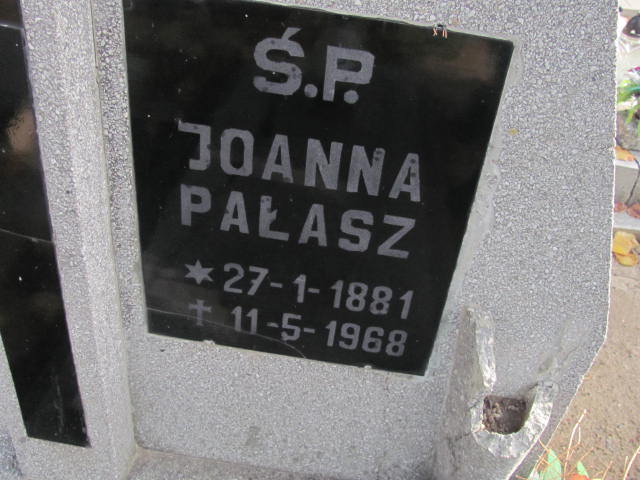 Ś.P.
JOANNA
PAŁASZ
* 27-1-1881
† 11-5-1968